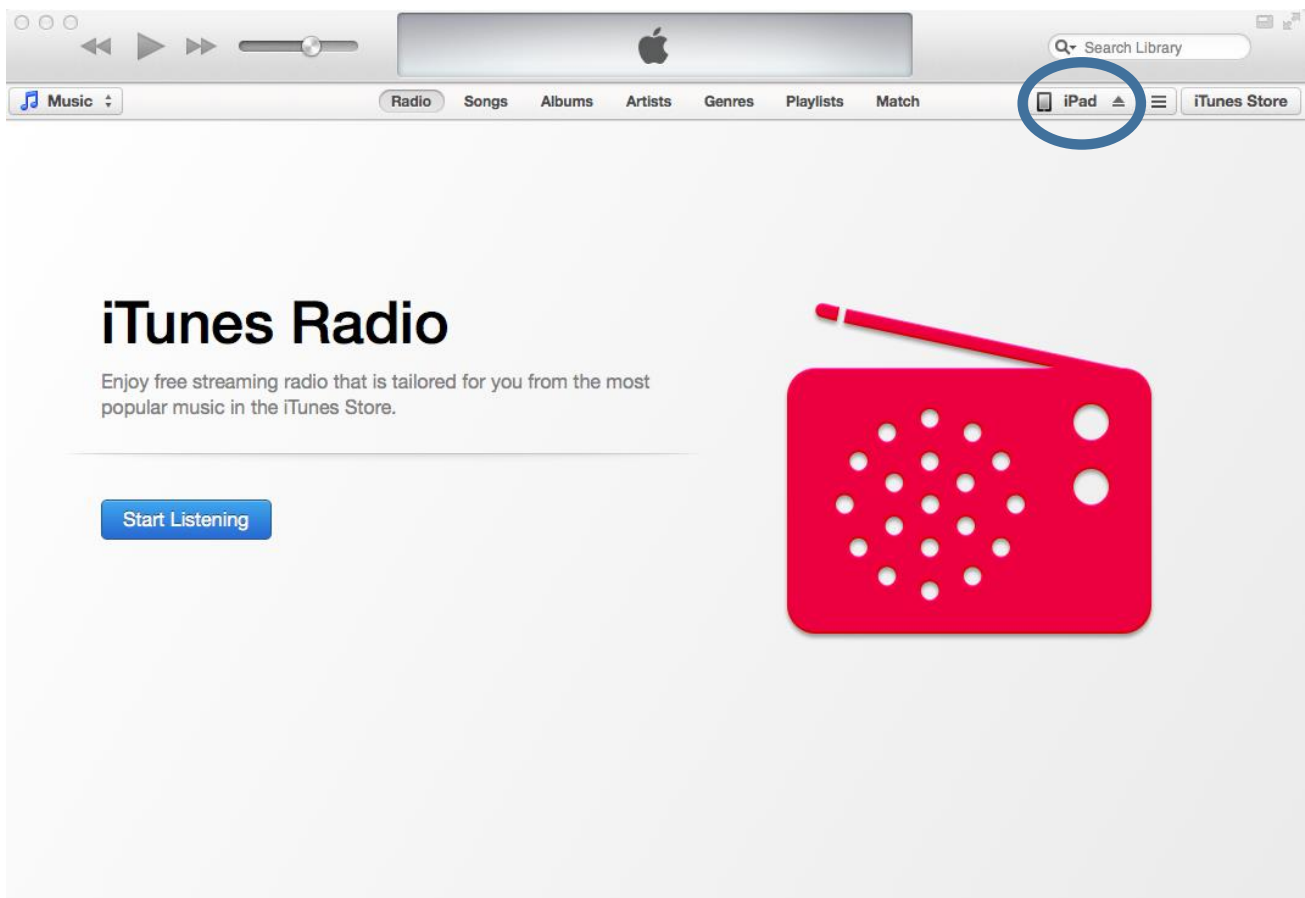 Search Library
Music
Radio Songs Albums Artists Genres Playlists Match
iPad
iTunes Store
iTunes Radio
Enjoy free streaming radio that is tailored for you from the most
popular music in the iTunes Store.
Start Listening